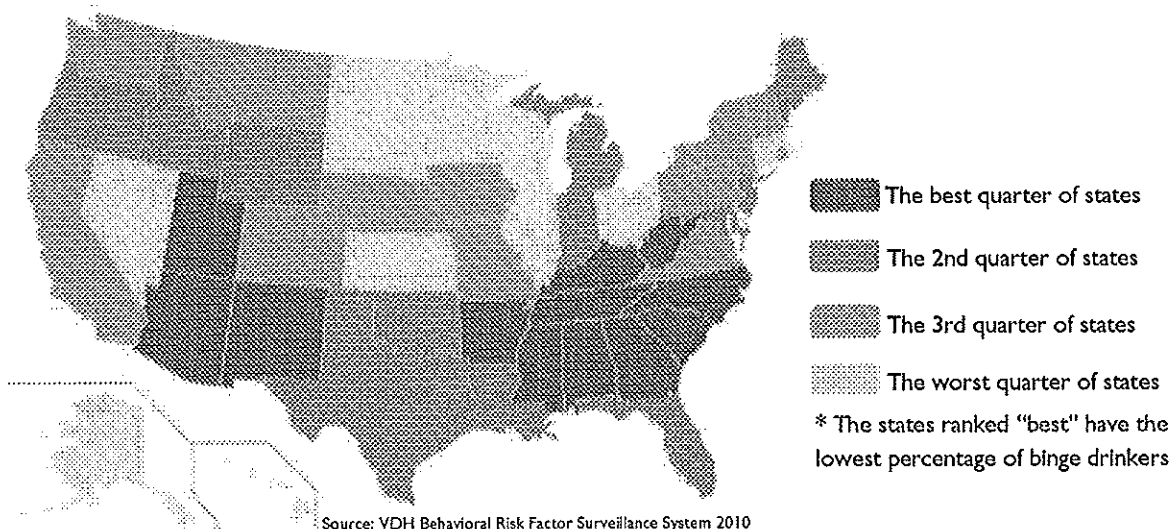 The best quarter of states
The 2nd quarter of states
The 3rd quarter of states
The worst quarter of states
* The states ranked "best" have the
lowest percentage of binge drinkers
Source: VDH Behavioral Risk Factor Surveillance System 2010